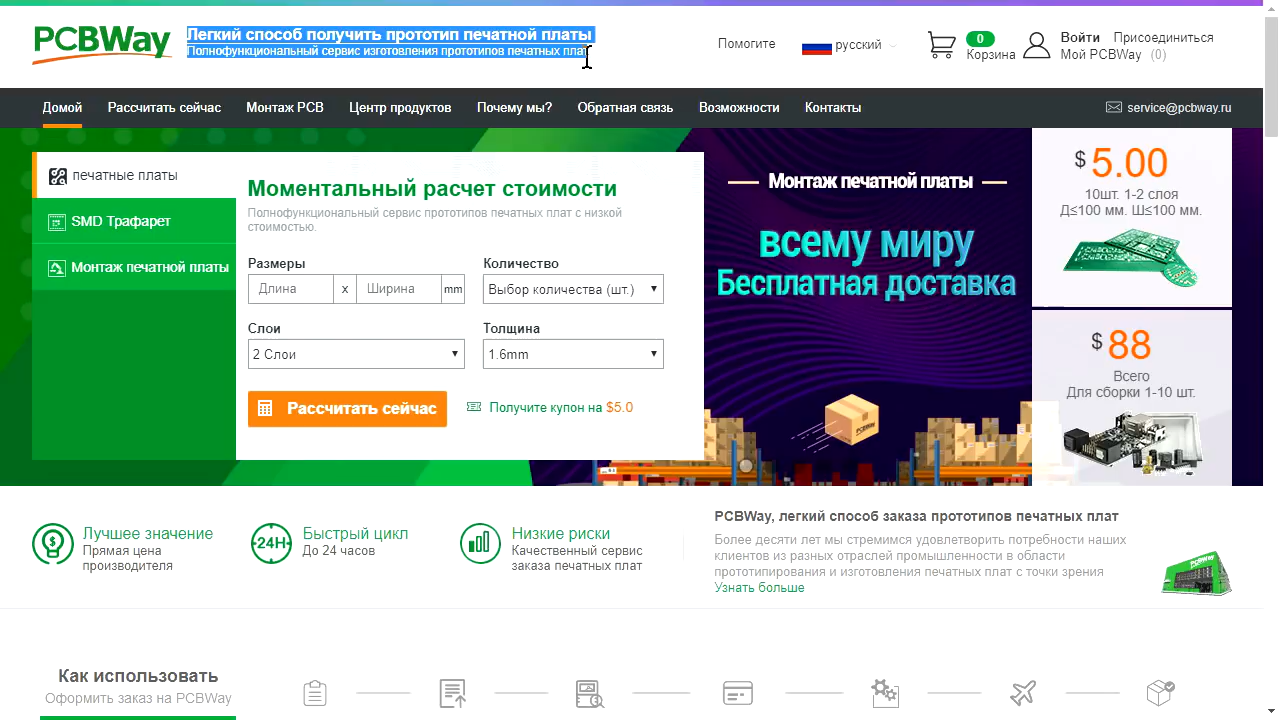 PCBWay
Легкий способ получить прототип печатной платы
Полнофункциональный сервис изготовления прототипов печатных плат
Помогите
русский
0
Корзина
Войти Присоединиться
Мой PCBWay (0)
Домой Рассчитать сейчас Монтаж PCB Центр продуктов Почему мы? Обратная связь Возможности Контакты
service@pcbway.ru
печатные платы
SMD Трафарет
Монтаж печатной платы
Моментальный расчет стоимости
Полнофункциональный сервис прототипов печатных плат с низкой
стоимостью.
Размеры
Длина x Ширина mm
Количество
Выбор количества (шт.)
Слои
2 Слои
Толщина
1.6mm
Рассчитать сейчас
Получите купон на $5.0
Монтаж печатной платы
всему миру
Бесплатная доставка
PCBWay
$ 5.00
10шт. 1-2 слоя
Д≤100 мм. Ш≤100 мм.
$ 88
Всего
Для сборки 1-10 шт.
Лучшее значение
Прямая цена
производителя
24H
Быстрый цикл
До 24 часов
Низкие риски
Качественный сервис
заказа печатных плат
PCBWay, легкий способ заказа прототипов печатных плат
Более десяти лет мы стремимся удовлетворить потребности наших
клиентов из разных отраслей промышленности в области
прототипирования и изготовления печатных плат с точки зрения
Узнать больше
PCBWay
Как использовать
Оформить заказ на PCBWay